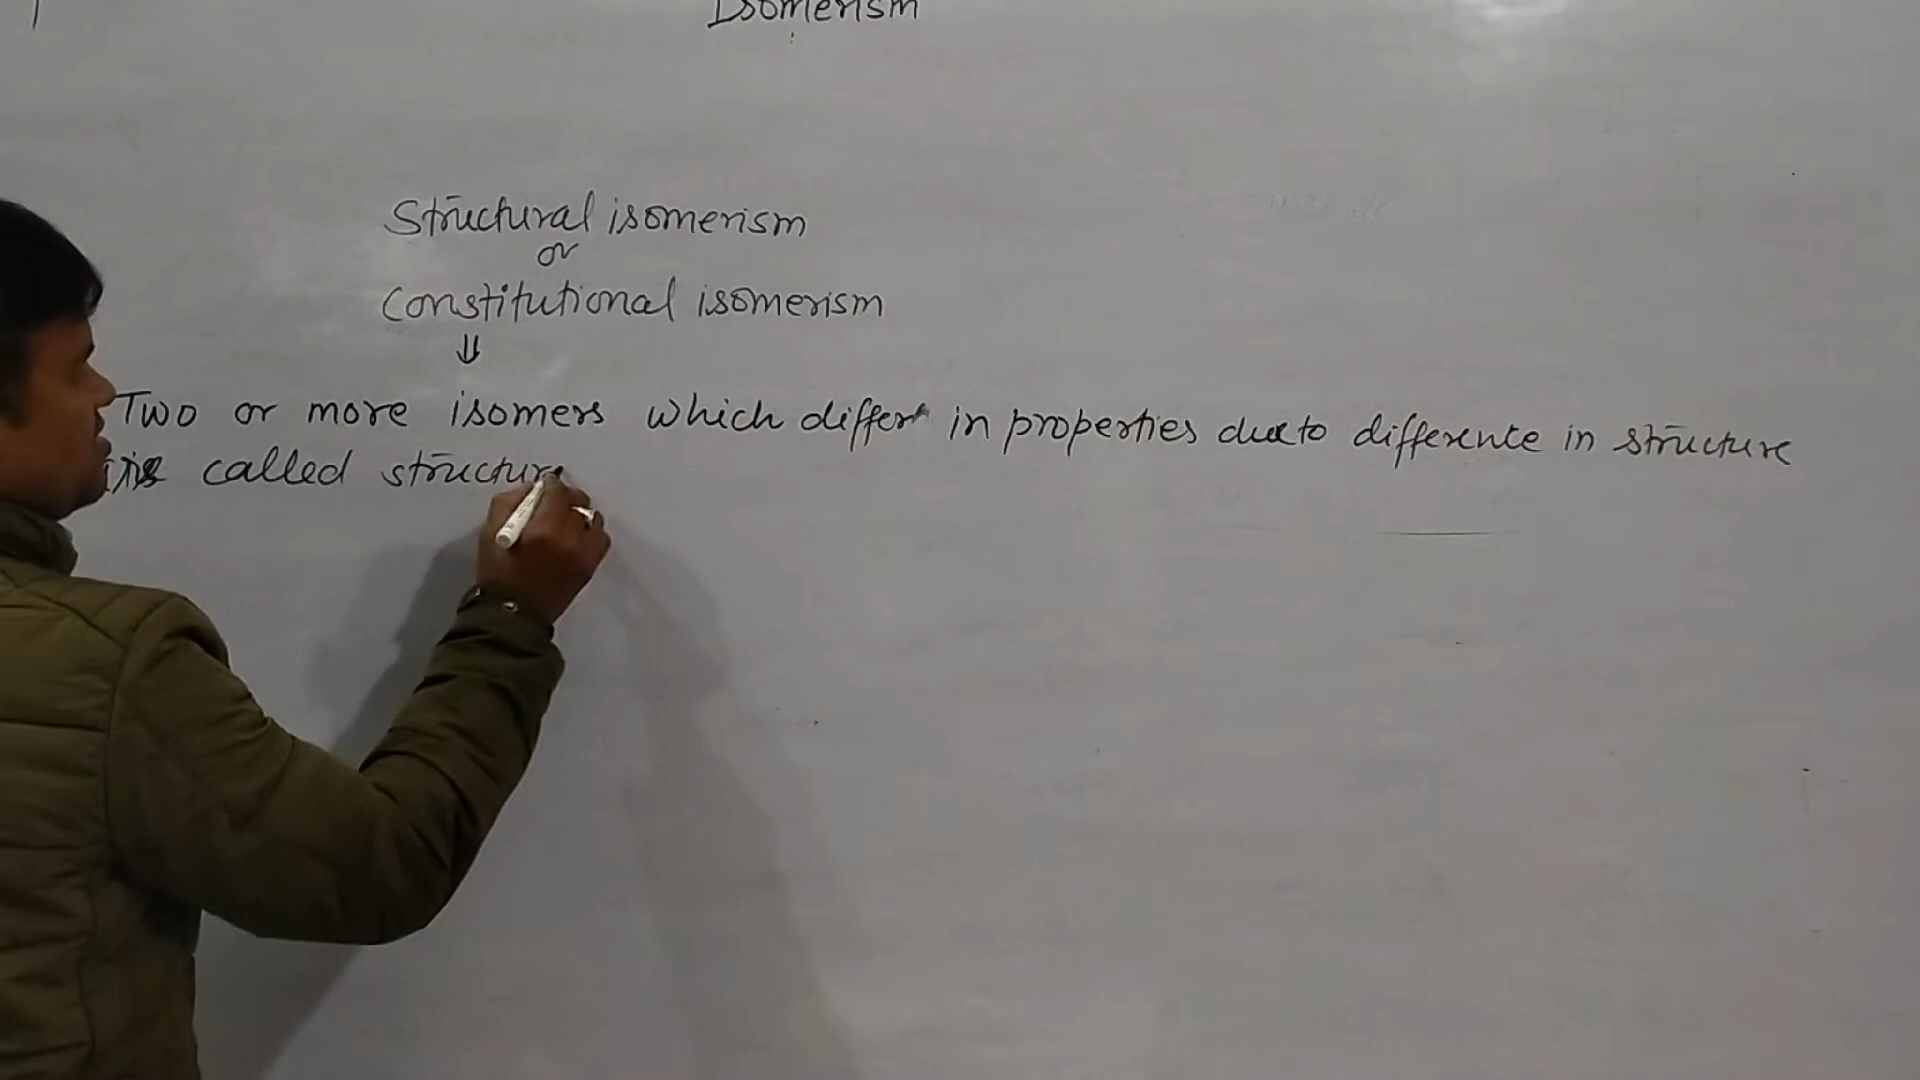 Isomerism
Structural isomerism
or
Constitutional isomerism
⇓
Two or more isomers which differ in properties due to difference in structure
is called structur